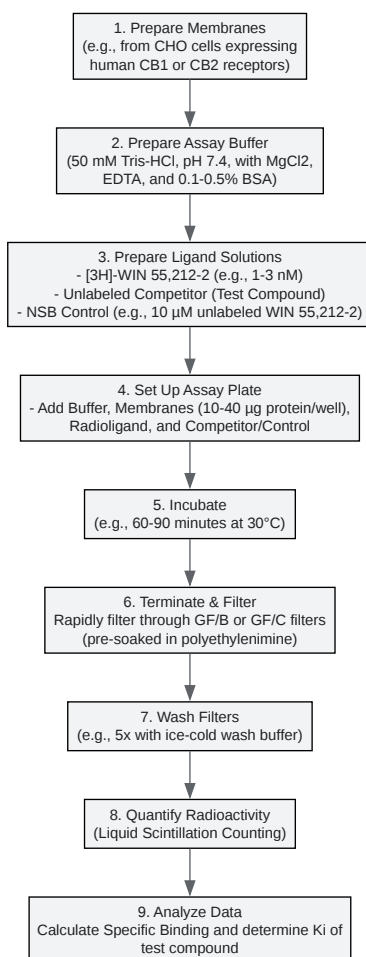 1. Prepare Membranes
(e.g., from CHO cells expressing
human CB1 or CB2 receptors)
2. Prepare Assay Buffer
(50 mM Tris-HCl, pH 7.4, with MgCl2,
EDTA, and 0.1-0.5% BSA)
3. Prepare Ligand Solutions
- [3H]-WIN 55,212-2 (e.g., 1-3 nM)
- Unlabeled Competitor (Test Compound)
- NSB Control (e.g., 10 µM unlabeled WIN 55,212-2)
4. Set Up Assay Plate
- Add Buffer, Membranes (10-40 µg protein/well),
Radioligand, and Competitor/Control
5. Incubate
(e.g., 60-90 minutes at 30°C)
6. Terminate & Filter
Rapidly filter through GF/B or GF/C filters
(pre-soaked in polyethylenimine)
7. Wash Filters
(e.g., 5x with ice-cold wash buffer)
8. Quantify Radioactivity
(Liquid Scintillation Counting)
9. Analyze Data
Calculate Specific Binding and determine Ki of
test compound